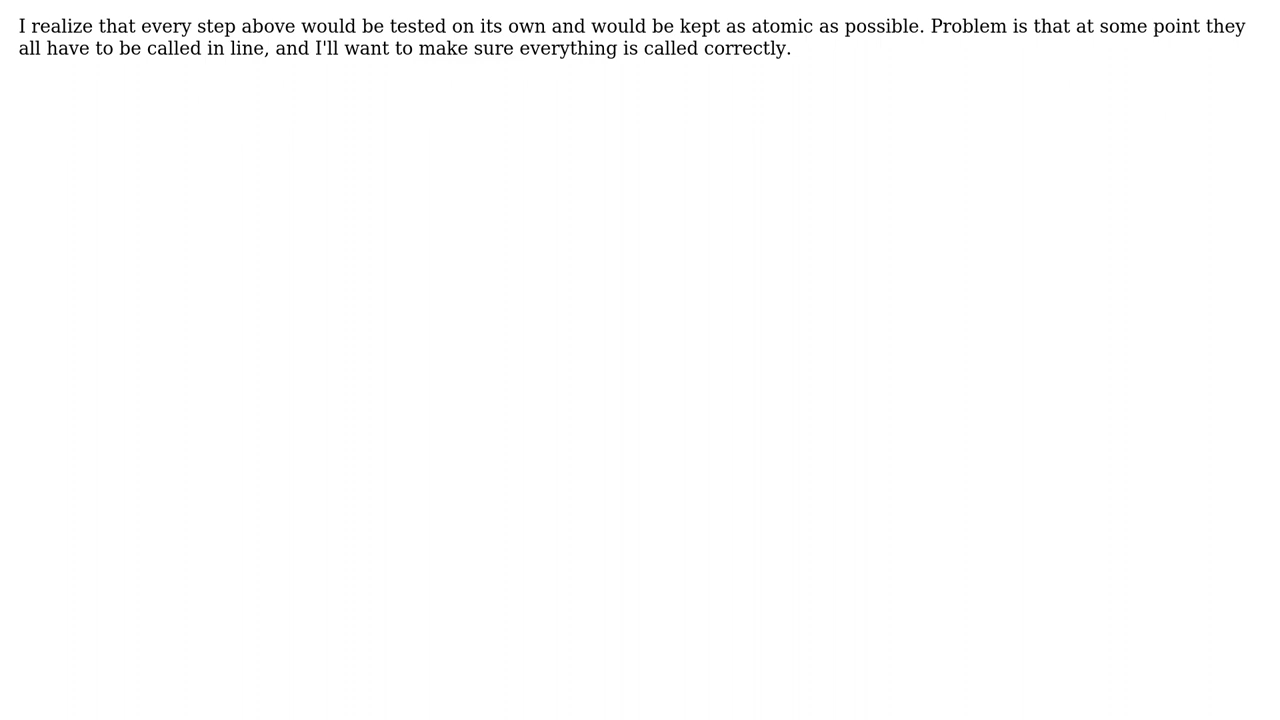 I realize that every step above would be tested on its own and would be kept as atomic as possible. Problem is that at some point they
all have to be called in line, and I'll want to make sure everything is called correctly.